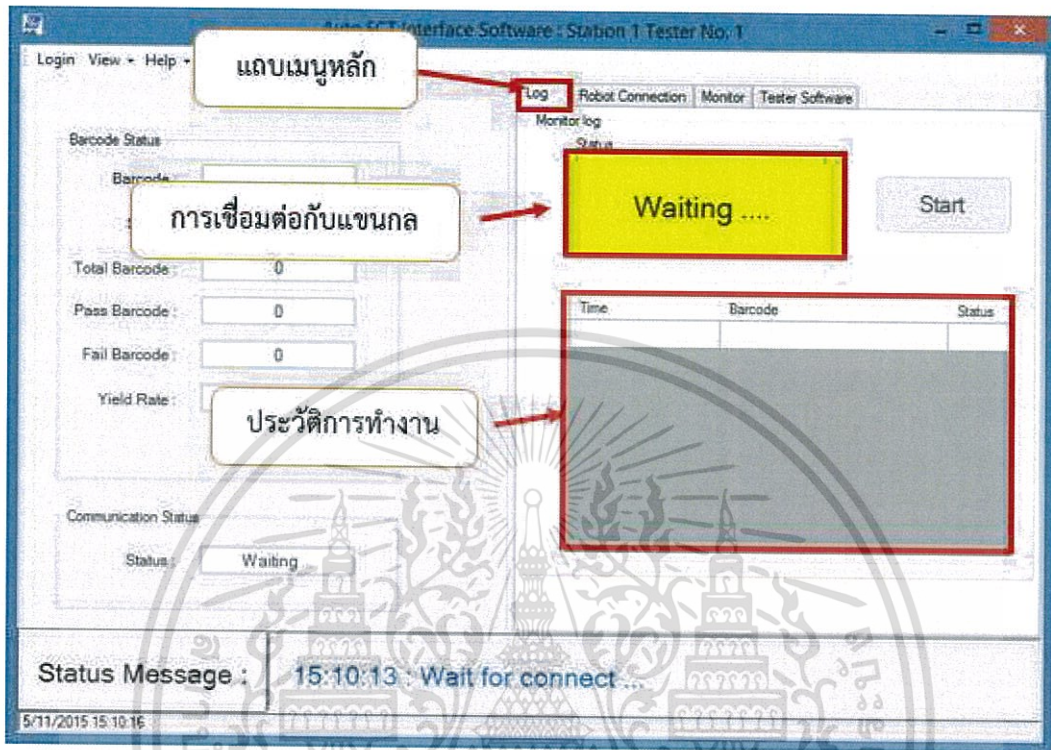 Auto FCT Interface Software : Station 1 Tester No. 1
Login View Help
แถบเมนูหลัก
Log Robot Connection Monitor Tester Software
Monitor log
Barcode Status
Status
Barcode
Waiting ....
Start
การเชื่อมต่อกับแขนกล
Total Barcode : 0
Pass Barcode : 0
Fail Barcode : 0
Yield Rate :
Time Barcode Status
ประวัติการทำงาน
Communication Status
Status : Waiting
Status Message : 15:10:13 : Wait for connect ...
5/11/2015 15:10:16